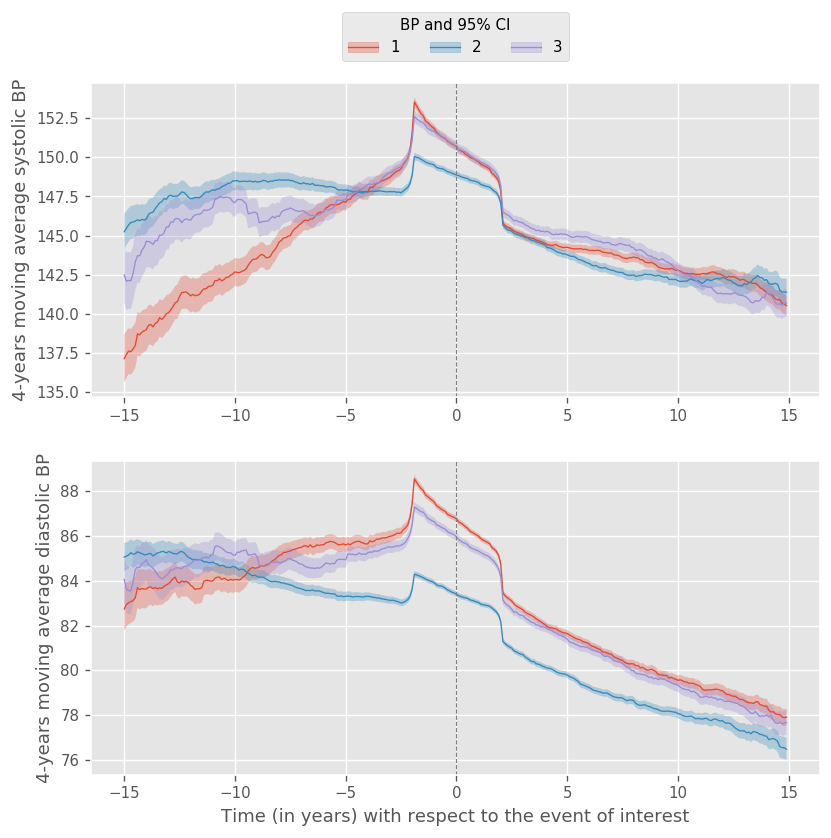 BP and 95% CI
1 2 3
4-years moving average systolic BP
152.5
150.0
147.5
145.0
142.5
140.0
137.5
135.0
−15 −10 −5 0 5 10 15
4-years moving average diastolic BP
88
86
84
82
80
78
76
−15 −10 −5 0 5 10 15
Time (in years) with respect to the event of interest